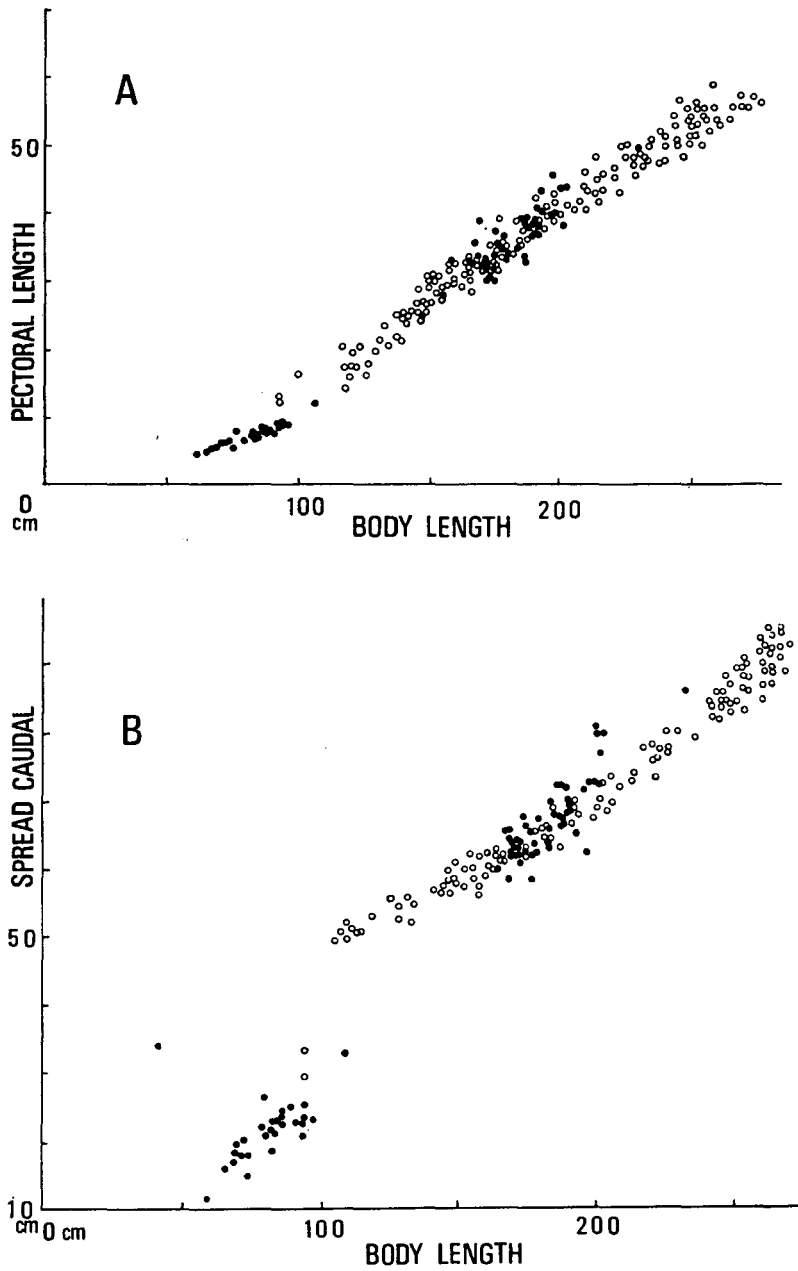 A
50
PECTORAL LENGTH
0
cm
100
200
BODY LENGTH
B
SPREAD CAUDAL
50
10
cm
0 cm
100
200
BODY LENGTH